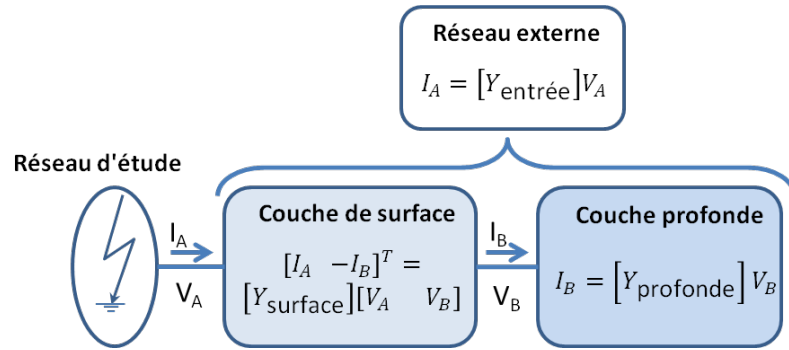 Réseau externe
I_A = [Y_entrée]V_A
Réseau d'étude
Couche de surface
Couche profonde
I_A
I_B
[I_A −I_B]^T =
[Y_surface][V_A V_B]
I_B = [Y_profonde] V_B
V_A
V_B